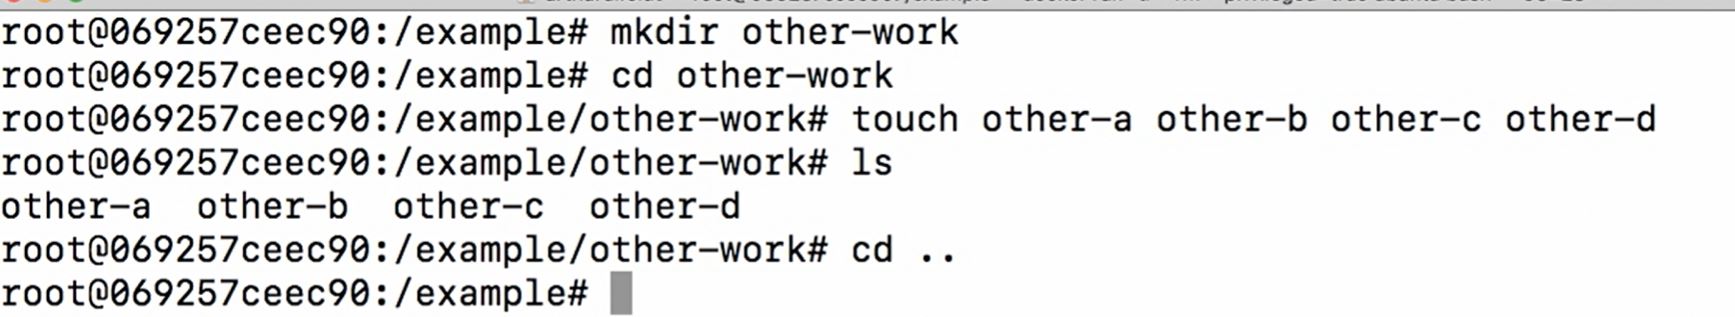 root@069257ceec90:/example# mkdir other-work
root@069257ceec90:/example# cd other-work
root@069257ceec90:/example/other-work# touch other-a other-b other-c other-d
root@069257ceec90:/example/other-work# ls
other-a  other-b  other-c  other-d
root@069257ceec90:/example/other-work# cd ..
root@069257ceec90:/example#